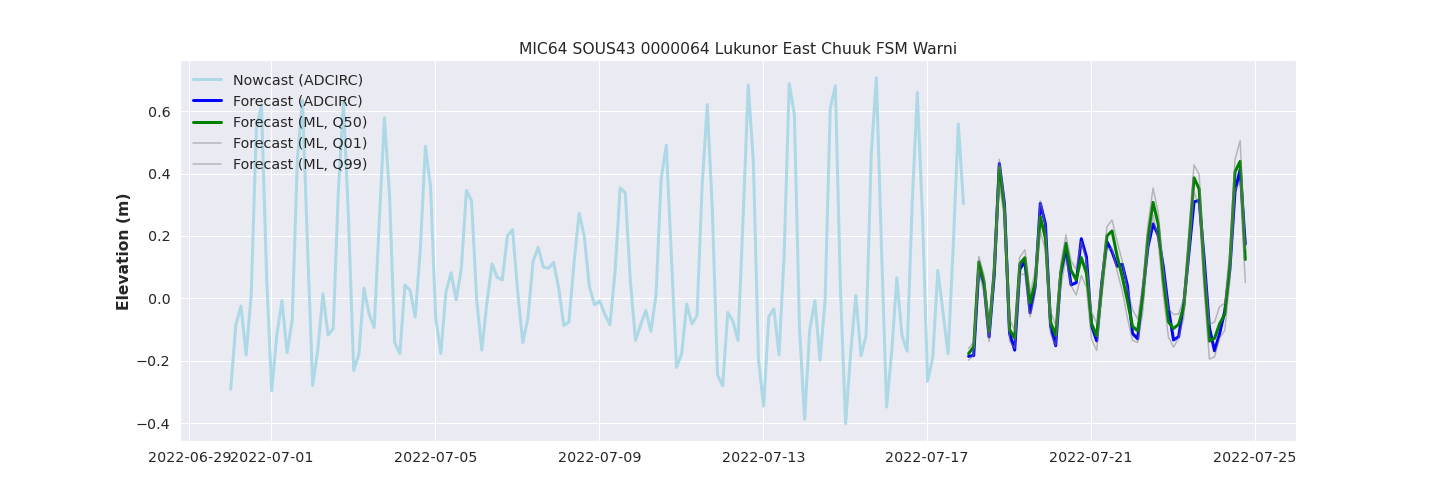 MIC64 SOUS43 0000064 Lukunor East Chuuk FSM Warni
Nowcast (ADCIRC)
Forecast (ADCIRC)
Forecast (ML, Q50)
Forecast (ML, Q01)
Forecast (ML, Q99)
Elevation (m)
0.6
0.4
0.2
0.0
−0.2
−0.4
2022-06-29 2022-07-01 2022-07-05 2022-07-09 2022-07-13 2022-07-17 2022-07-21 2022-07-25